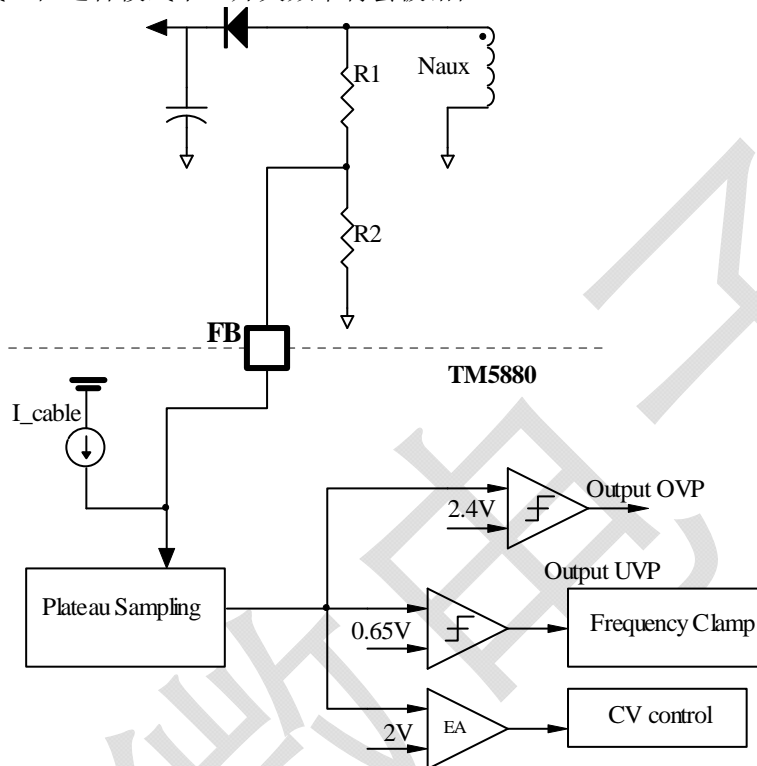 Naux
R1
R2
FB
TM5880
I_cable
Output OVP
2.4V
Output UVP
Plateau Sampling
0.65V
Frequency Clamp
EA
2V
CV control